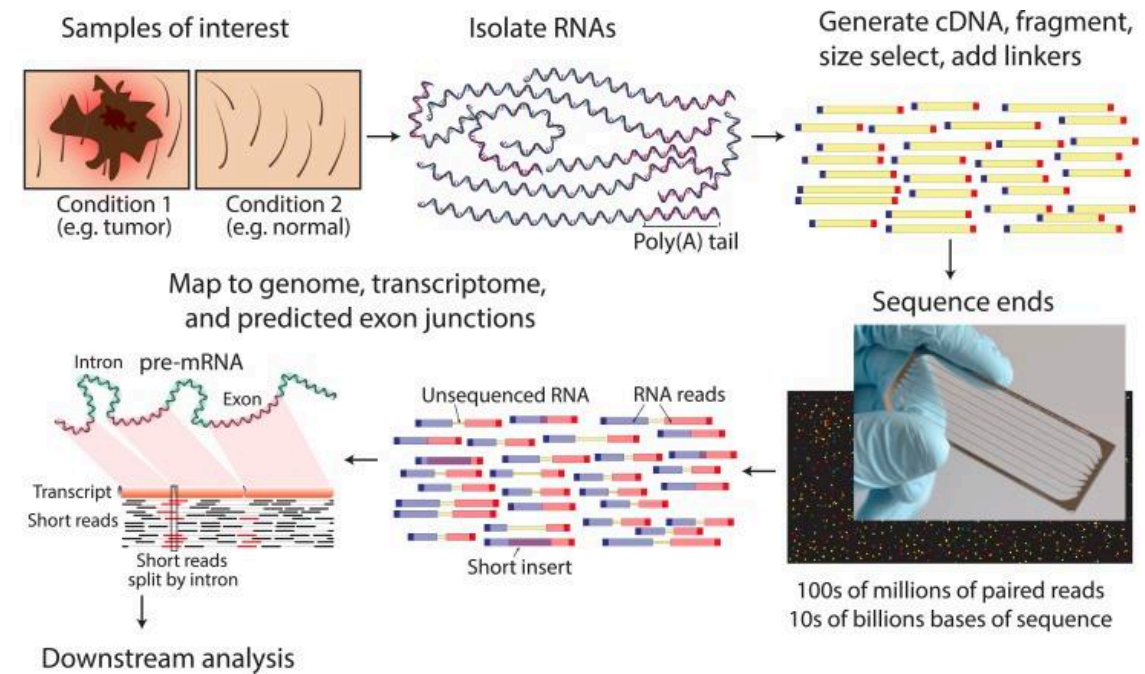 Samples of interest
Condition 1
(e.g. tumor)
Condition 2
(e.g. normal)
Isolate RNAs
Poly(A) tail
Generate cDNA, fragment,
size select, add linkers
Sequence ends
100s of millions of paired reads
10s of billions bases of sequence
Unsequenced RNA
RNA reads
Short insert
Map to genome, transcriptome,
and predicted exon junctions
Intron
pre-mRNA
Exon
Transcript
Short reads
Short reads
split by intron
Downstream analysis